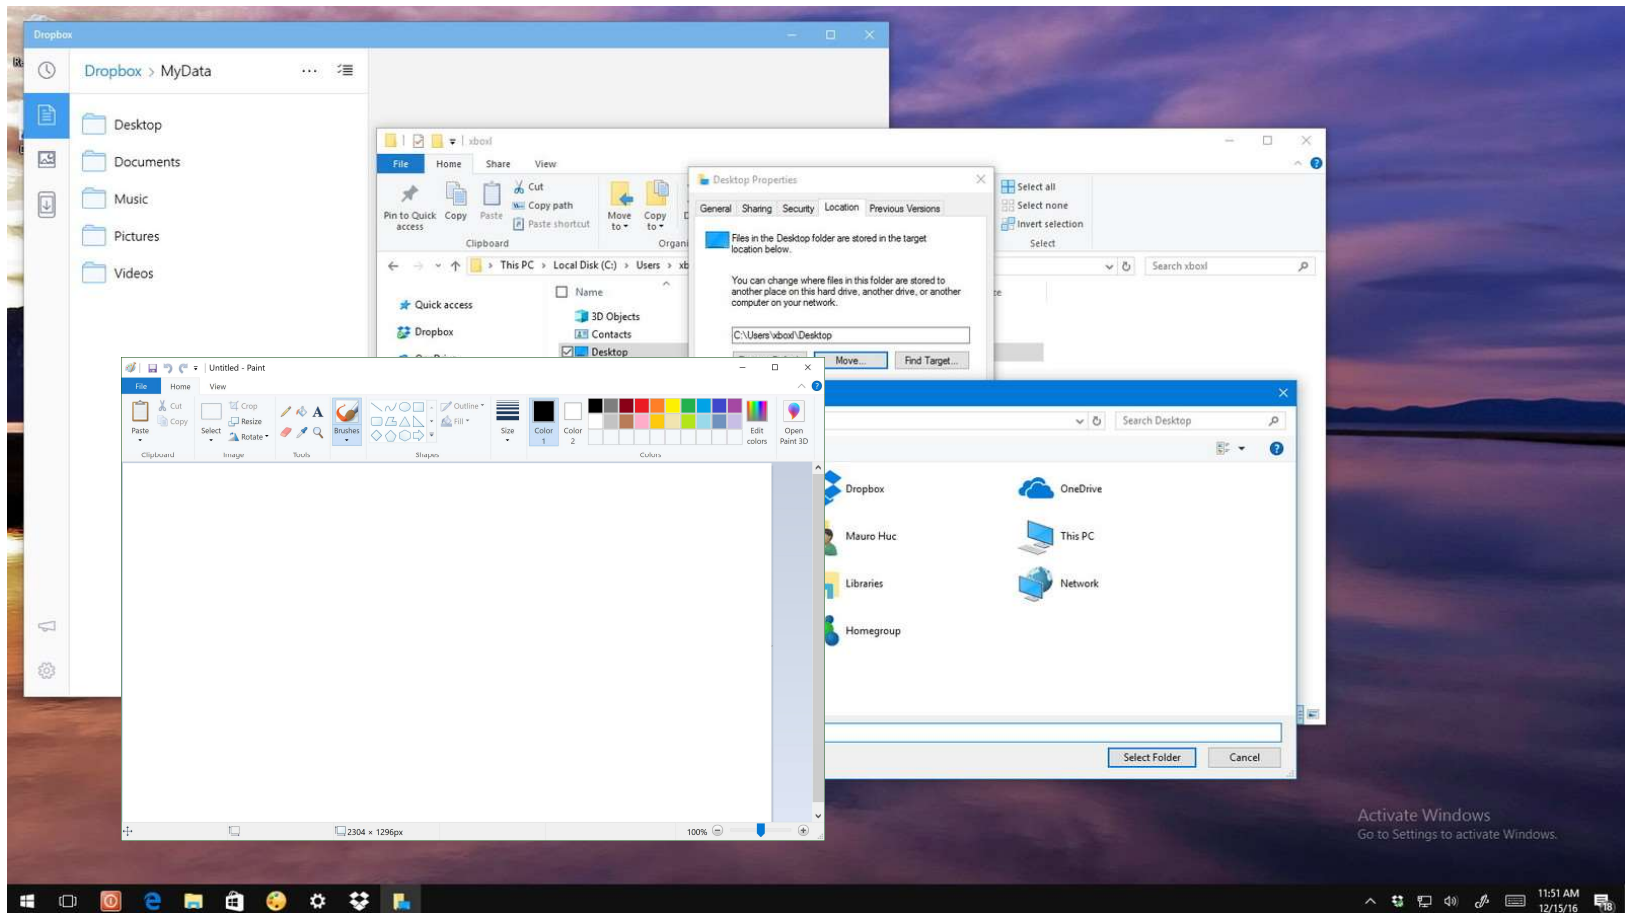 Dropbox
Dropbox > MyData
Desktop
Documents
Music
Pictures
Videos
xboxl
File Home Share View
Pin to Quick access
Copy
Paste
Cut
Copy path
Paste shortcut
Clipboard
Move to
Copy to
Organi
Select all
Select none
Invert selection
Select
This PC > Local Disk (C:) > Users > xb
Search xboxl
Quick access
Dropbox
Name
3D Objects
Contacts
Desktop
Desktop Properties
General Sharing Security Location Previous Versions
Files in the Desktop folder are stored in the target
location below.
You can change where files in this folder are stored to
another place on this hard drive, another drive, or another
computer on your network.
C:\Users\xboxl\Desktop
Move...
Find Target...
Untitled - Paint
File Home View
Paste
Cut
Copy
Clipboard
Select
Crop
Resize
Rotate
Image
A
Tools
Brushes
Outline
Fill
Shapes
Size
Color 1
Color 2
Colors
Edit colors
Open Paint 3D
2304 × 1296px
100%
Search Desktop
Dropbox
OneDrive
Mauro Huc
This PC
Libraries
Network
Homegroup
Select Folder
Cancel
Activate Windows
Go to Settings to activate Windows.
11:51 AM
12/15/16
18